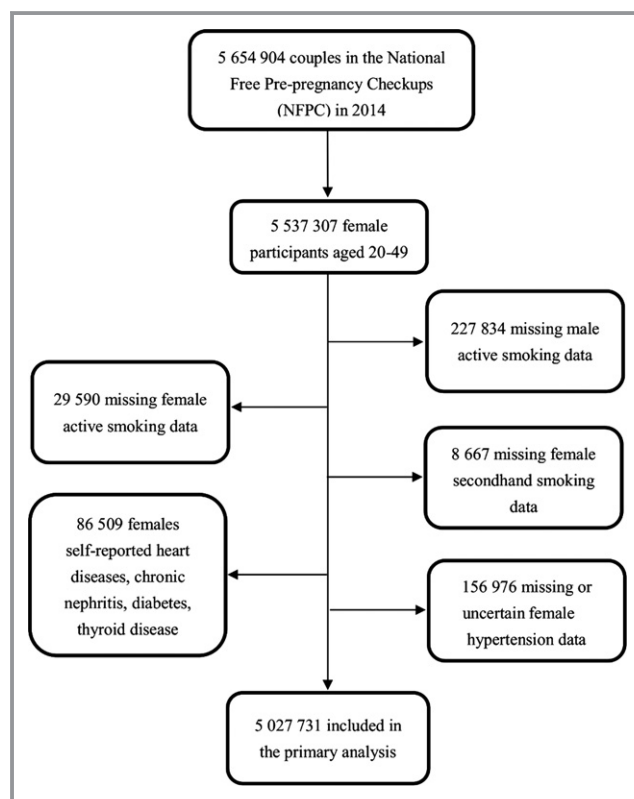 5 654 904 couples in the National
Free Pre-pregnancy Checkups
(NFPC) in 2014
5 537 307 female
participants aged 20-49
227 834 missing male
active smoking data
29 590 missing female
active smoking data
8 667 missing female
secondhand smoking
data
86 509 females
self-reported heart
diseases, chronic
nephritis, diabetes,
thyroid disease
156 976 missing or
uncertain female
hypertension data
5 027 731 included in
the primary analysis